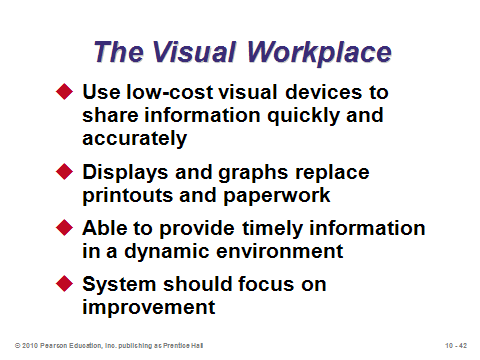 The Visual Workplace
Use low-cost visual devices to
share information quickly and
accurately
Displays and graphs replace
printouts and paperwork
Able to provide timely information
in a dynamic environment
System should focus on
improvement
© 2010 Pearson Education, Inc. publishing as Prentice Hall
10 - 42